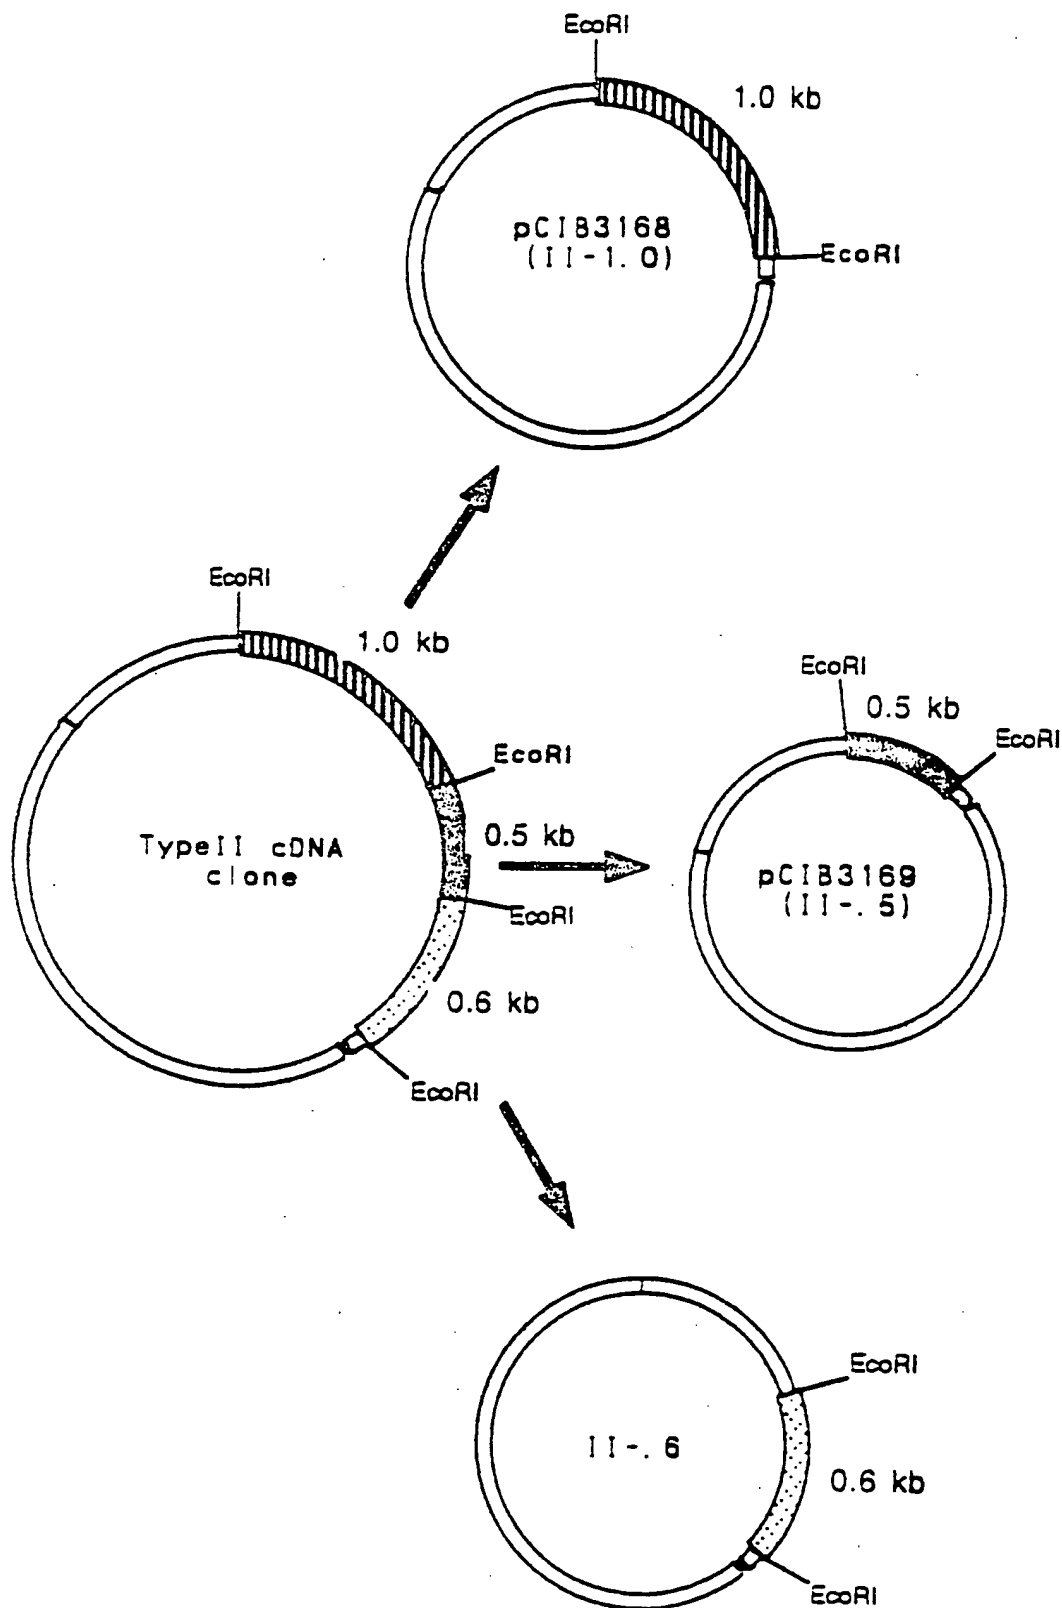 EcoRI
1.0 kb
pCIB3168
(II-1.0)
EcoRI
EcoRI
1.0 kb
EcoRI
0.5 kb
EcoRI
EcoRI
0.5 kb
TypeII cDNA
clone
pCIB3169
(II-.5)
EcoRI
0.6 kb
EcoRI
EcoRI
II-.6
0.6 kb
EcoRI